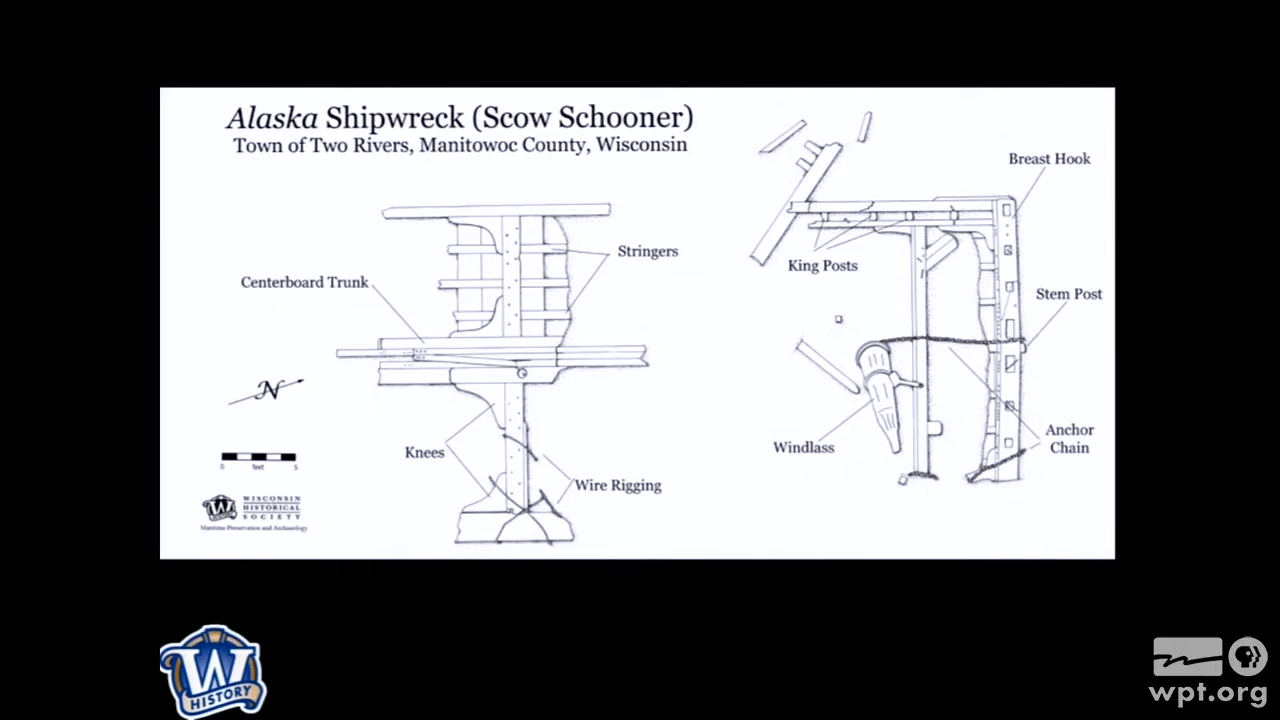 Alaska Shipwreck (Scow Schooner)
Town of Two Rivers, Manitowoc County, Wisconsin
Breast Hook
Stringers
King Posts
Centerboard Trunk
Stem Post
N
Knees
Windlass
Anchor
Chain
0 feet 5
Wire Rigging
W
WISCONSIN
HISTORICAL
SOCIETY
Maritime Preservation and Archaeology
W
HISTORY
PBS
wpt.org